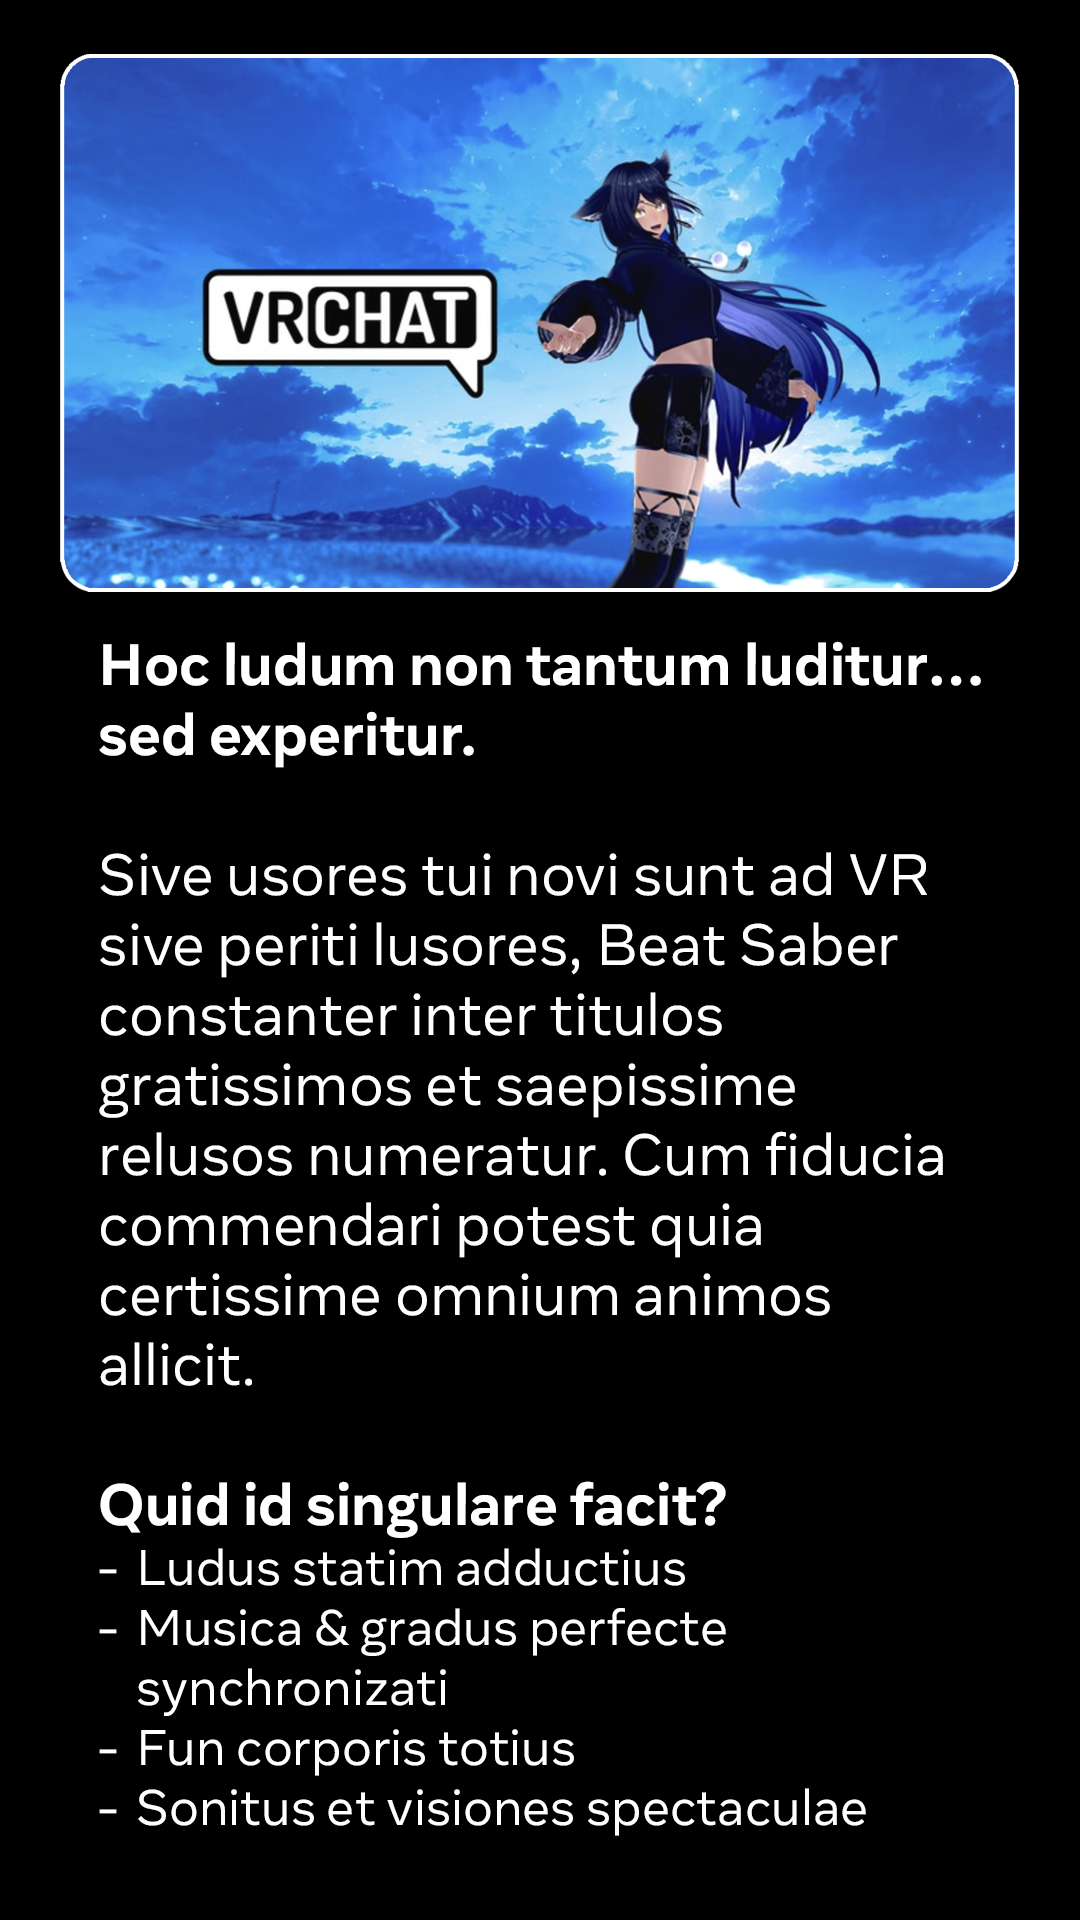 VRCHAT
Hoc ludum non tantum luditur...
sed experitur.
Sive usores tui novi sunt ad VR
sive periti lusores, Beat Saber
constanter inter titulos
gratissimos et saepissime
relusos numeratur. Cum fiducia
commendari potest quia
certissime omnium animos
allicit.
Quid id singulare facit?
- Ludus statim adductius
- Musica & gradus perfecte
synchronizati
- Fun corporis totius
- Sonitus et visiones spectaculae